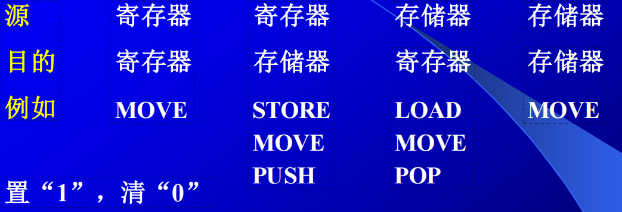 源 寄存器 寄存器 存储器 存储器
目的 寄存器 存储器 寄存器 存储器
例如 MOVE STORE LOAD MOVE
MOVE MOVE
PUSH POP
置“1”，清“0”